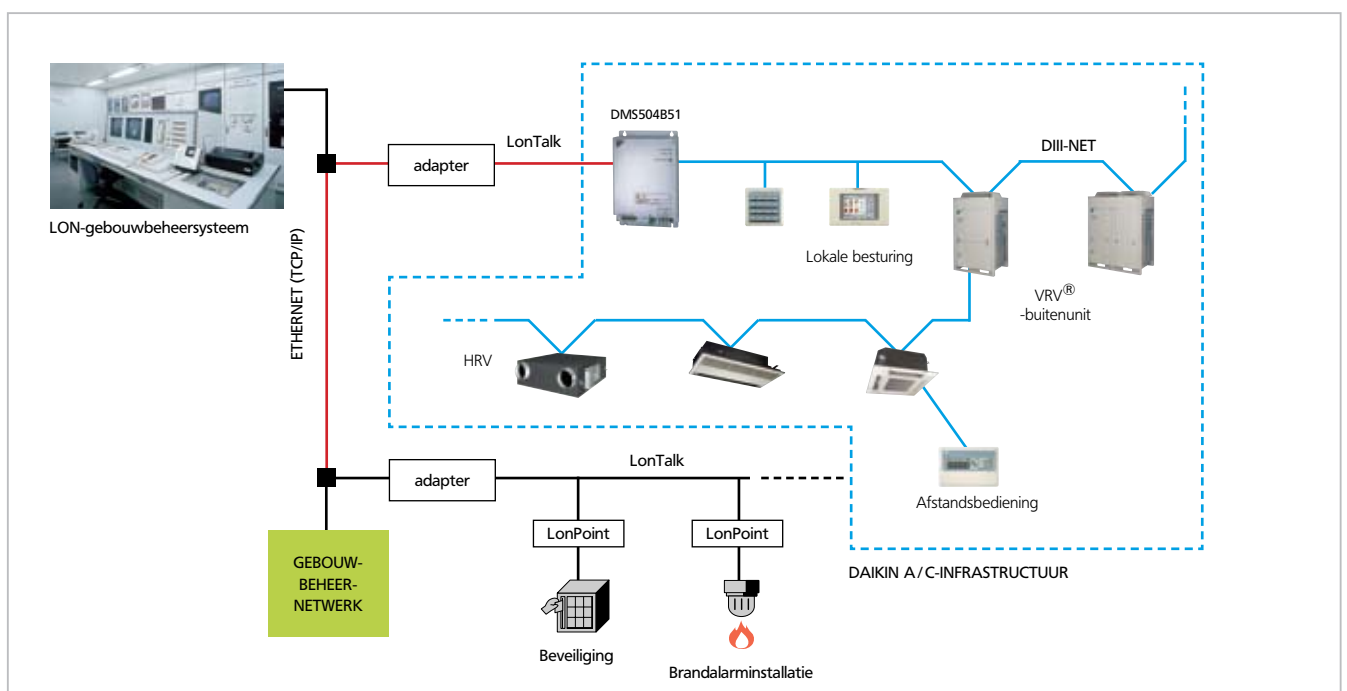 DMS504B51
LonTalk
adapter
DIII-NET
LON-gebouwbeheersysteem
Lokale besturing
VRV®
-buitenunit
ETHERNET (TCP/IP)
HRV
LonTalk
adapter
Afstandsbediening
LonPoint
LonPoint
GEBOUW-
BEHEER-
NETWERK
DAIKIN A/C-INFRASTRUCTUUR
Beveiliging
Brandalarminstallatie